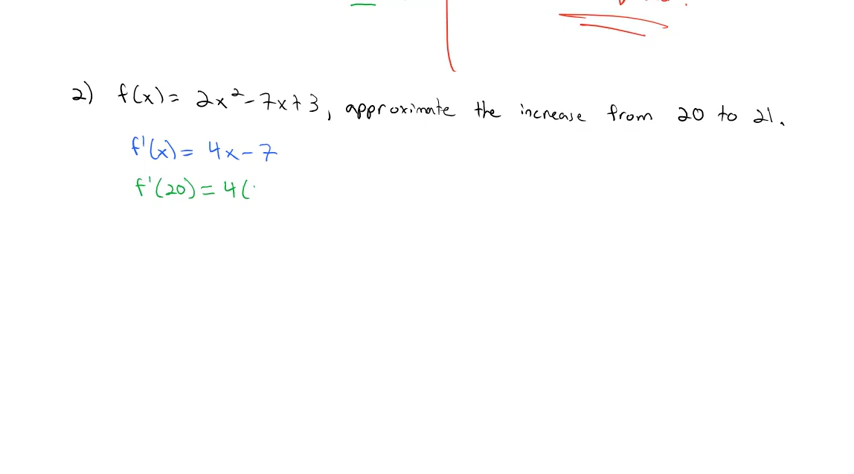 2) f(x) = 2x² - 7x + 3, approximate the increase from 20 to 21.
f'(x) = 4x - 7
f'(20) = 4(